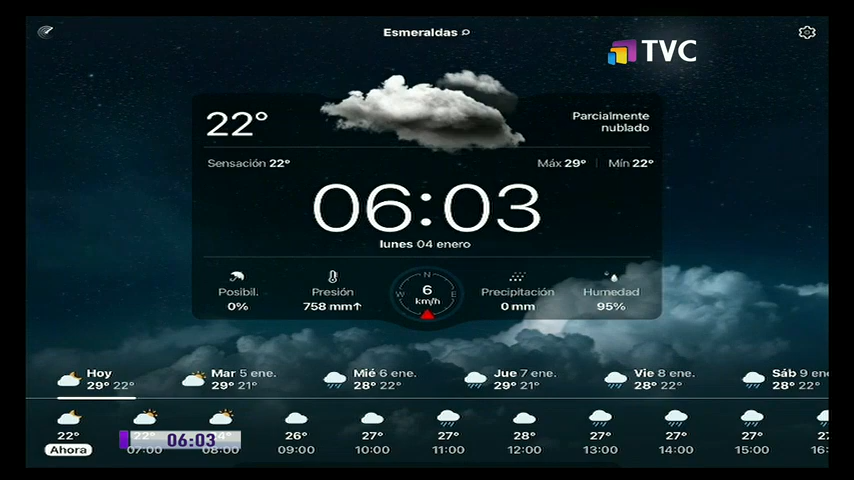 Esmeraldas
TVC
22°
Parcialmente
nublado
Sensación 22°
Máx 29° | Mín 22°
06:03
lunes 04 enero
N
W
E
6
km/h
Posibil.
0%
Presión
758 mm↑
Precipitación
0 mm
Humedad
95%
Hoy
29° 22°
Mar 5 ene.
29° 21°
Mié 6 ene.
28° 22°
Jue 7 ene.
29° 21°
Vie 8 ene.
28° 22°
Sáb 9 ene
28° 22°
22° 22° 26° 27° 27° 28° 27° 27° 27° 27
06:03
Ahora 07:00 08:00 09:00 10:00 11:00 12:00 13:00 14:00 15:00 16: